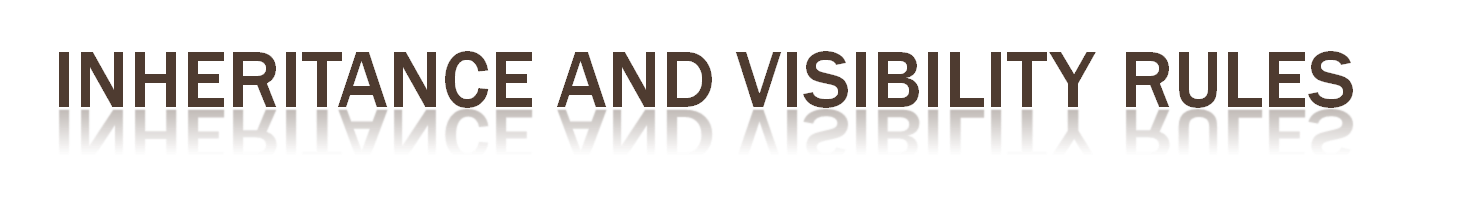 INHERITANCE AND VISIBILITY RULES